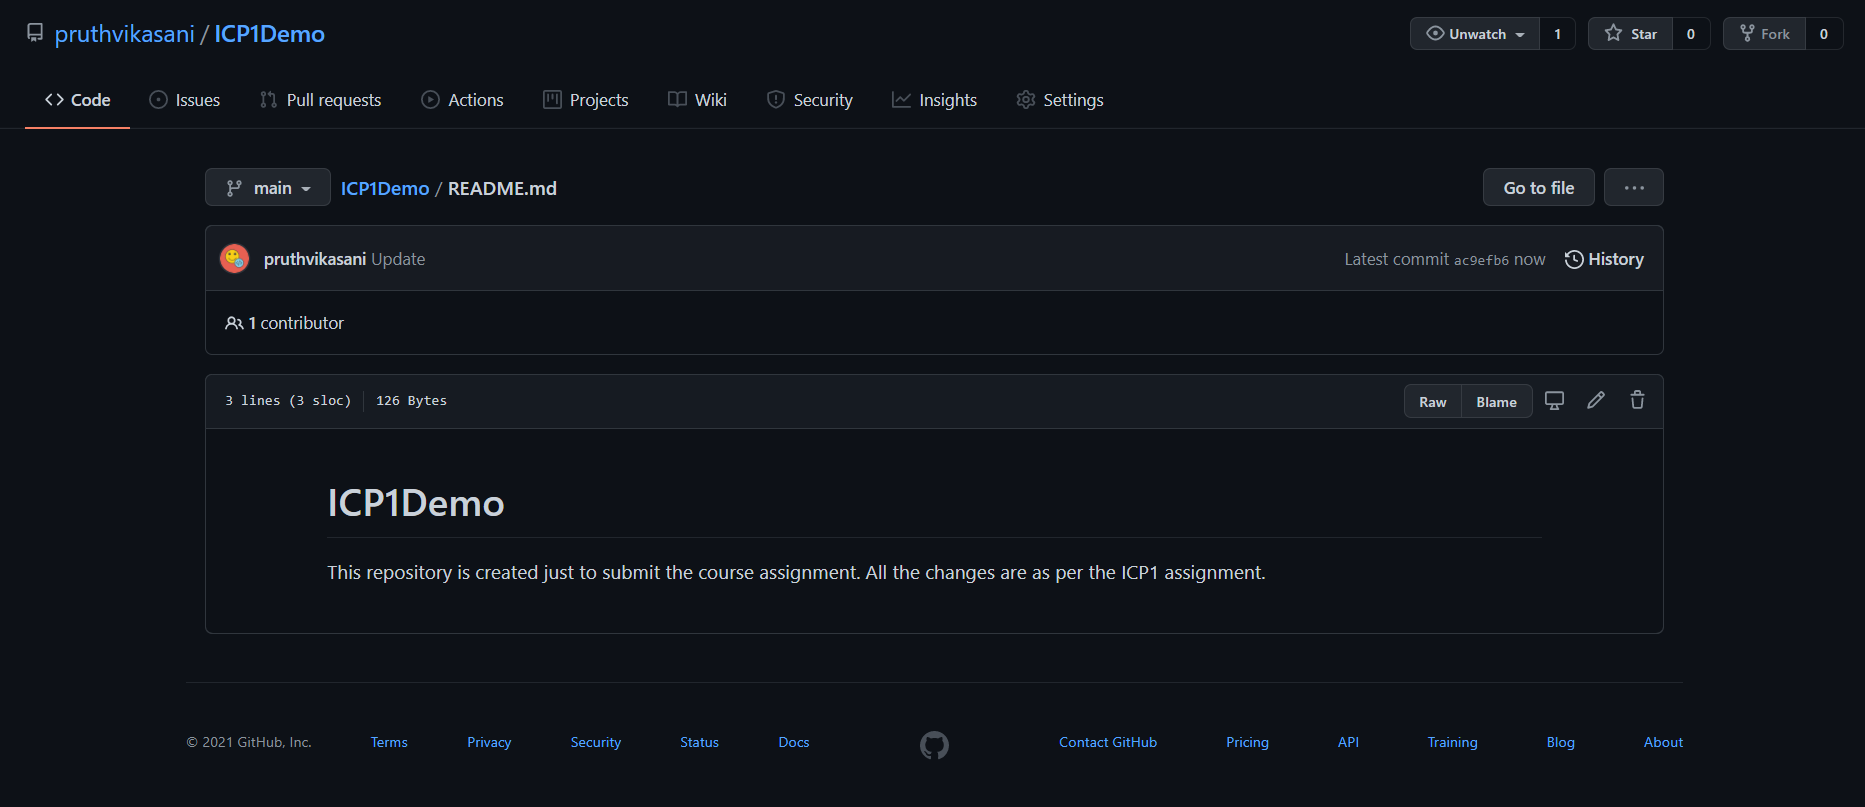 pruthvikasani / ICP1Demo
Unwatch 1 Star 0 Fork 0
Code Issues Pull requests Actions Projects Wiki Security Insights Settings
main ICP1Demo / README.md Go to file ...
pruthvikasani Update Latest commit ac9efb6 now History
1 contributor
3 lines (3 sloc) 126 Bytes Raw Blame
ICP1Demo
This repository is created just to submit the course assignment. All the changes are as per the ICP1 assignment.
© 2021 GitHub, Inc. Terms Privacy Security Status Docs Contact GitHub Pricing API Training Blog About